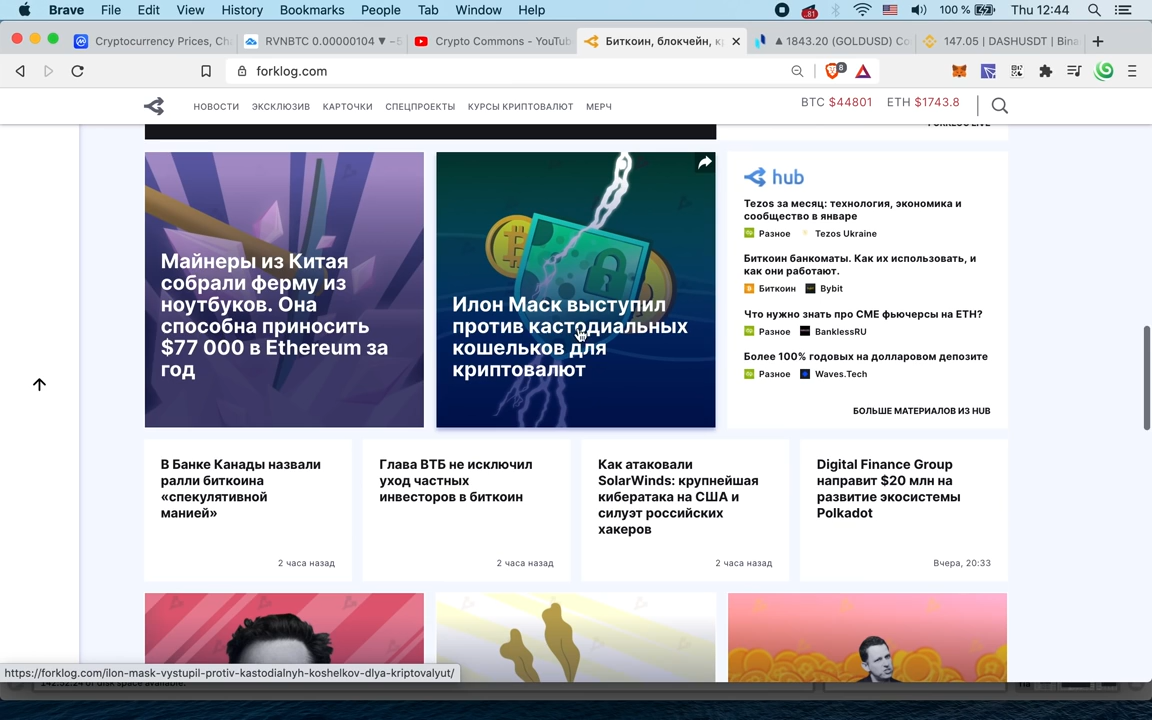 Brave File Edit View History Bookmarks People Tab Window Help 81 100 % Thu 12:44
Cryptocurrency Prices, Ch RVNBTC 0.00000104 ▼ −5 Crypto Commons - YouTub Биткоин, блокчейн, кр 1843.20 (GOLDUSD) Co 147.05 | DASHUSDT | Bina
forklog.com 8
НОВОСТИ ЭКСКЛЮЗИВ КАРТОЧКИ СПЕЦПРОЕКТЫ КУРСЫ КРИПТОВАЛЮТ МЕРЧ BTC $44801 ETH $1743.8
FORKLOG LIVE
Майнеры из Китая
собрали ферму из
ноутбуков. Она
способна приносить
$77 000 в Ethereum за
год
Илон Маск выступил
против кастодиальных
кошельков для
криптовалют
hub
Tezos за месяц: технология, экономика и
сообщество в январе
Разное Tezos Ukraine
Биткоин банкоматы. Как их использовать, и
как они работают.
Биткоин Bybit
Что нужно знать про CME фьючерсы на ETH?
Разное BanklessRU
Более 100% годовых на долларовом депозите
Разное Waves.Tech
БОЛЬШЕ МАТЕРИАЛОВ ИЗ HUB
В Банке Канады назвали
ралли биткоина
«спекулятивной
манией»
2 часа назад
Глава ВТБ не исключил
уход частных
инвесторов в биткоин
2 часа назад
Как атаковали
SolarWinds: крупнейшая
кибератака на США и
силуэт российских
хакеров
2 часа назад
Digital Finance Group
направит $20 млн на
развитие экосистемы
Polkadot
Вчера, 20:33
https://forklog.com/ilon-mask-vystupil-protiv-kastodialnyh-koshelkov-dlya-kriptovalyut/